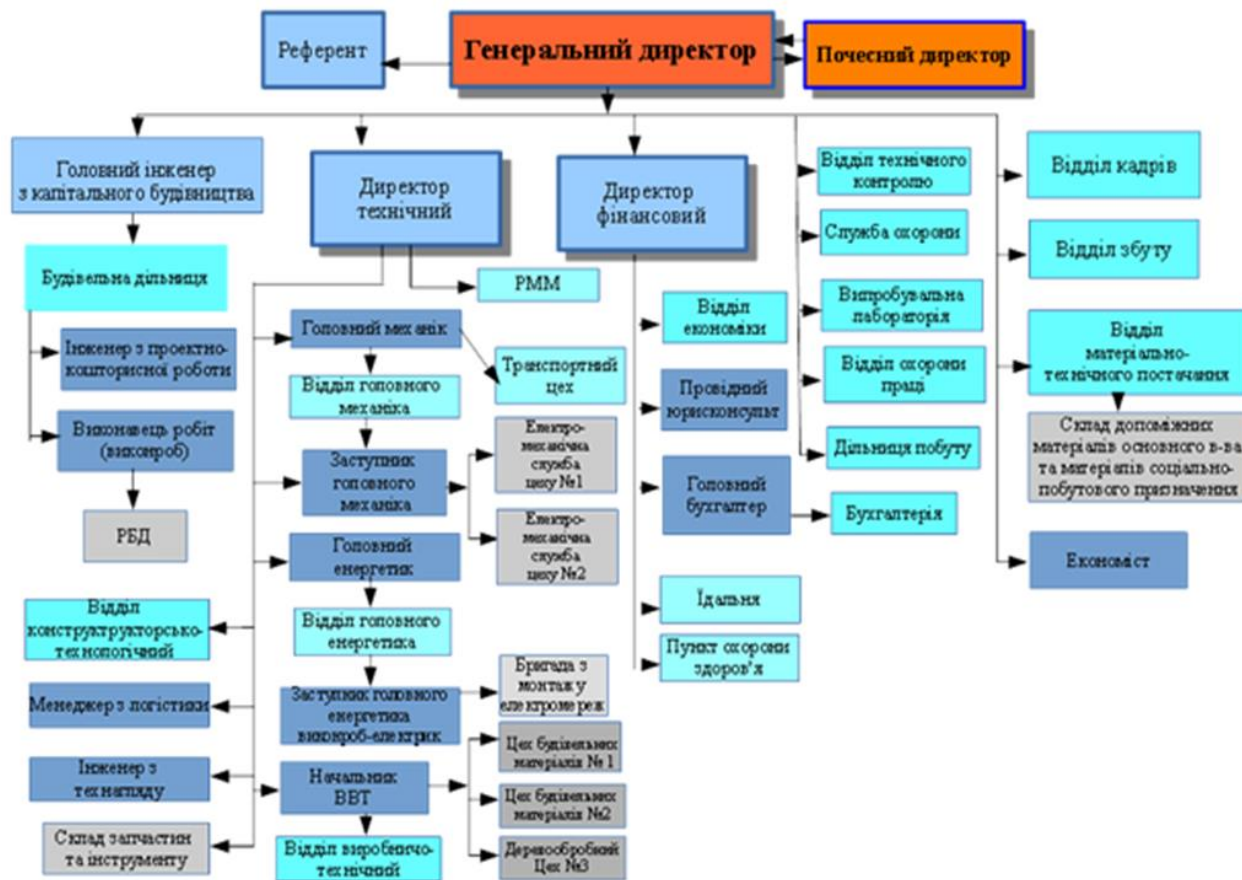 Референт
Генеральний директор
Почесний директор
Головний інженер
з капітального будівництва
Директор
технічний
Директор
фінансовий
Відділ технічного
контролю
Відділ кадрів
Служба охорони
Відділ збуту
Будівельна дільниця
РММ
Випробувальна
лабораторія
Відділ
економіки
Головний механік
Відділ
матеріально-
технічного постачання
Інженер з проектно-
кошторисної роботи
Транспортний
цех
Відділ охорони
праці
Відділ головного
механіка
Провідний
юрисконсульт
Виконавець робіт
(виконроб)
Електро-
механічна
служба
цеху №1
Склад допоміжних
матеріалів основного в-ва
та матеріалів соціально-
побутового призначення
Заступник
головного
механіка
Дільниця побуту
Головний
бухгалтер
Бухгалтерія
РБД
Електро-
механічна
служба
цеху №2
Головний
енергетик
Економіст
Відділ
конструктрукторсько-
технологічний
Відділ головного
енергетика
Їдальня
Пункт охорони
здоров'я
Бригада з
монтажу
електромереж
Менеджер з логістики
Заступник головного
енергетика
виконроб-електрик
Цех будівельних
матеріалів № 1
Інженер з
технагляду
Начальник
ВВТ
Цех будівельних
матеріалів №2
Склад запчастин
та інструменту
Відділ виробничо-
технічний
Деревообробний
Цех №3